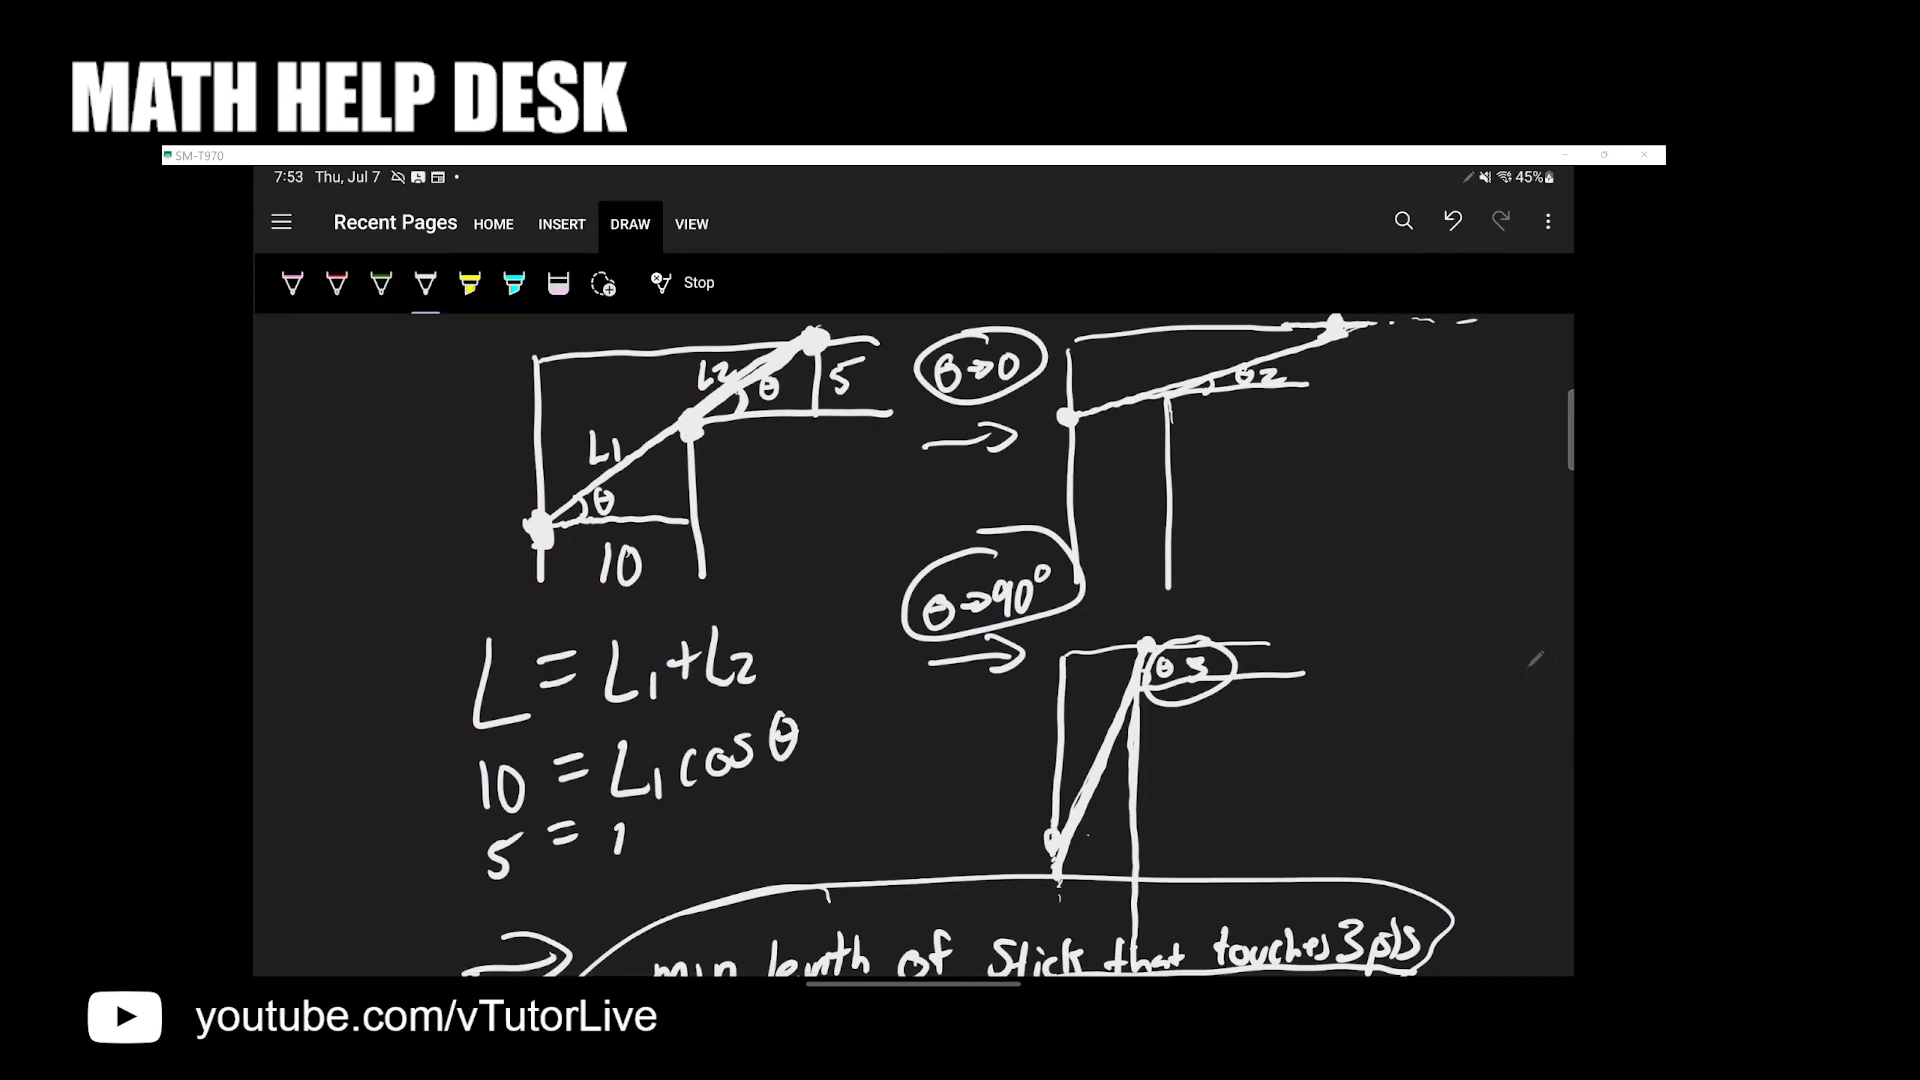 MATH HELP DESK
SM-T970
7:53 Thu, Jul 7
45%
Recent Pages HOME INSERT DRAW VIEW
Stop
L2 θ 5
θ→0
θ2
L1
θ
10
θ→90°
θ3
L = L1+L2
10 = L1 cosθ
5 =
min length of Stick that touches 3 pts
youtube.com/vTutorLive